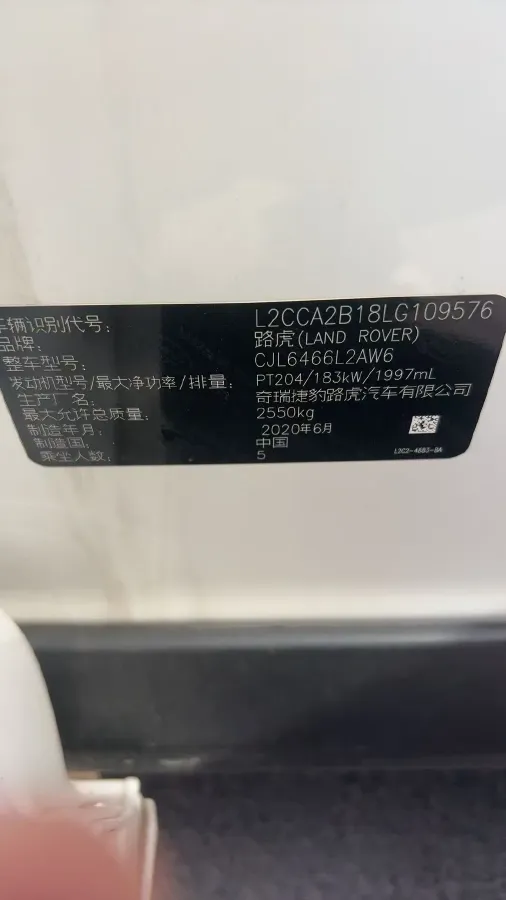 车辆识别代号: L2CCA2B18LG109576
品牌: 路虎(LAND ROVER)
整车型号: CJL6466L2AW6
发动机型号/最大净功率/排量: PT204/183kW/1997mL
生产厂名: 奇瑞捷豹路虎汽车有限公司
最大允许总质量: 2550kg
制造年月: 2020年6月
制造国: 中国
乘坐人数: 5